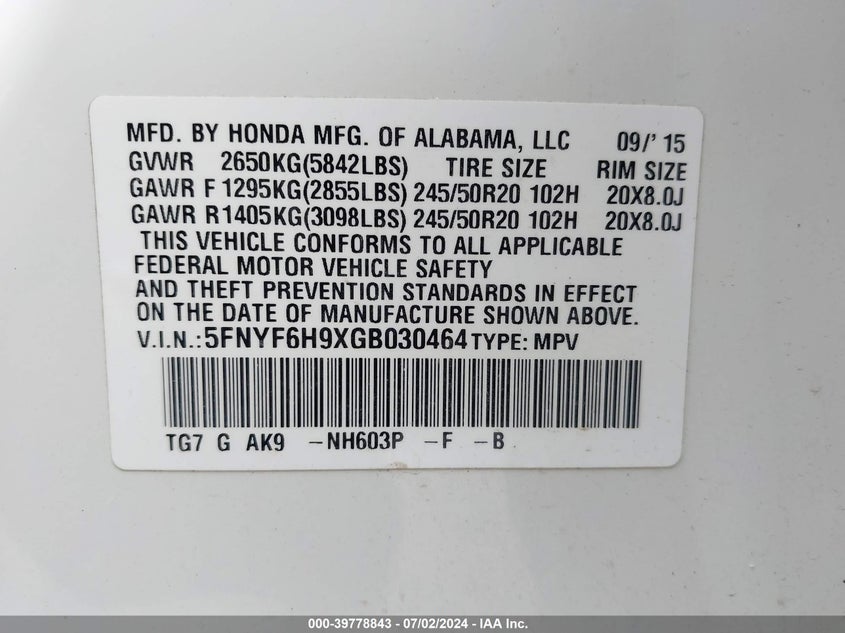 MFD. BY HONDA MFG. OF ALABAMA, LLC 09/' 15
GVWR 2650KG(5842LBS) TIRE SIZE RIM SIZE
GAWR F 1295KG(2855LBS) 245/50R20 102H 20X8.0J
GAWR R1405KG(3098LBS) 245/50R20 102H 20X8.0J
THIS VEHICLE CONFORMS TO ALL APPLICABLE
FEDERAL MOTOR VEHICLE SAFETY
AND THEFT PREVENTION STANDARDS IN EFFECT
ON THE DATE OF MANUFACTURE SHOWN ABOVE.
V.I.N.:5FNYF6H9XGB030464 TYPE: MPV
TG7 G AK9 -NH603P -F -B
000-39778843 - 07/02/2024 - IAA Inc.